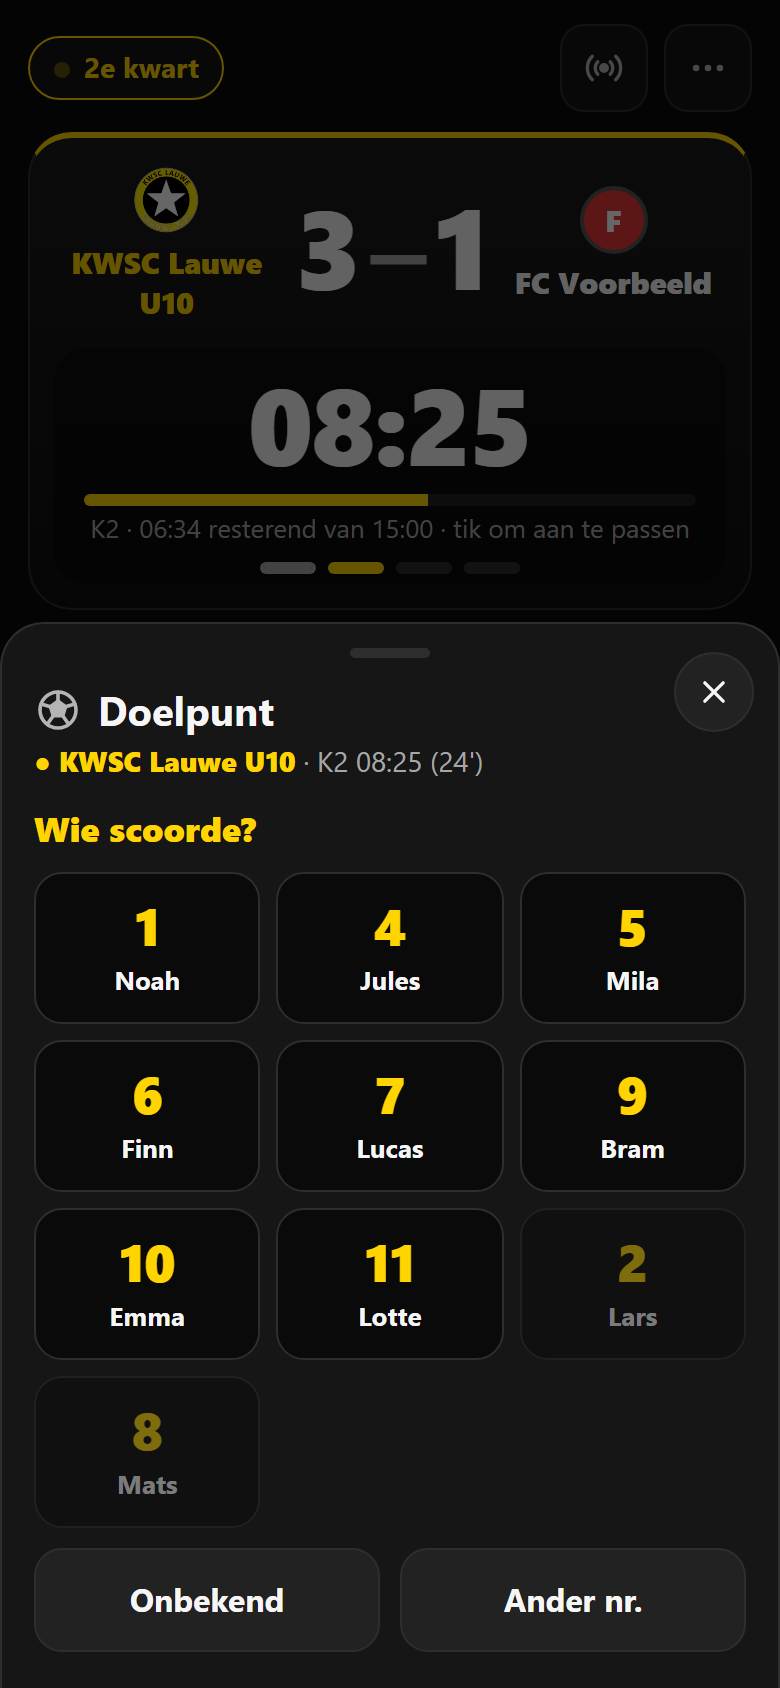 2e kwart
KWSC LAUWE
KWSC Lauwe
U10
3–1
F
FC Voorbeeld
08:25
K2 · 06:34 resterend van 15:00 · tik om aan te passen
Doelpunt
• KWSC Lauwe U10 · K2 08:25 (24')
Wie scoorde?
1
Noah
4
Jules
5
Mila
6
Finn
7
Lucas
9
Bram
10
Emma
11
Lotte
2
Lars
8
Mats
Onbekend
Ander nr.